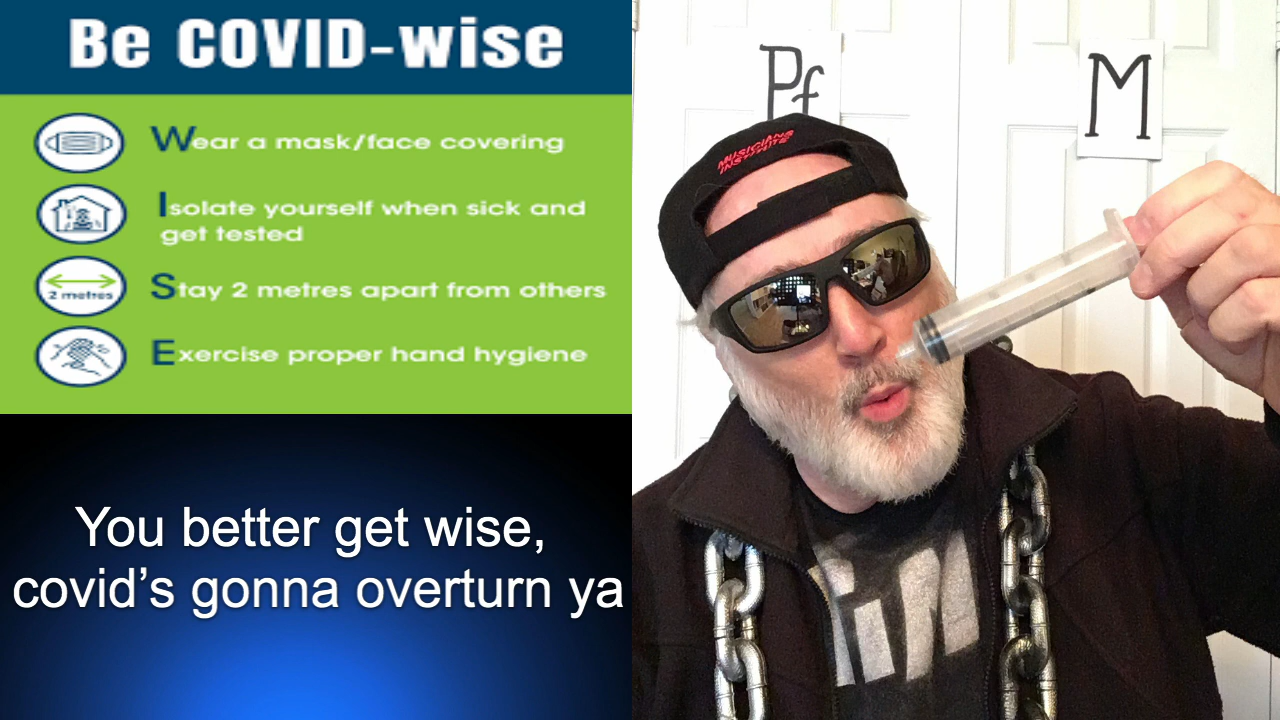 Be COVID-wise
Wear a mask/face covering
Isolate yourself when sick and
get tested
2 metres
Stay 2 metres apart from others
Exercise proper hand hygiene
You better get wise,
covid's gonna overturn ya
Pf
M
MUSICIANS
INSTITUTE